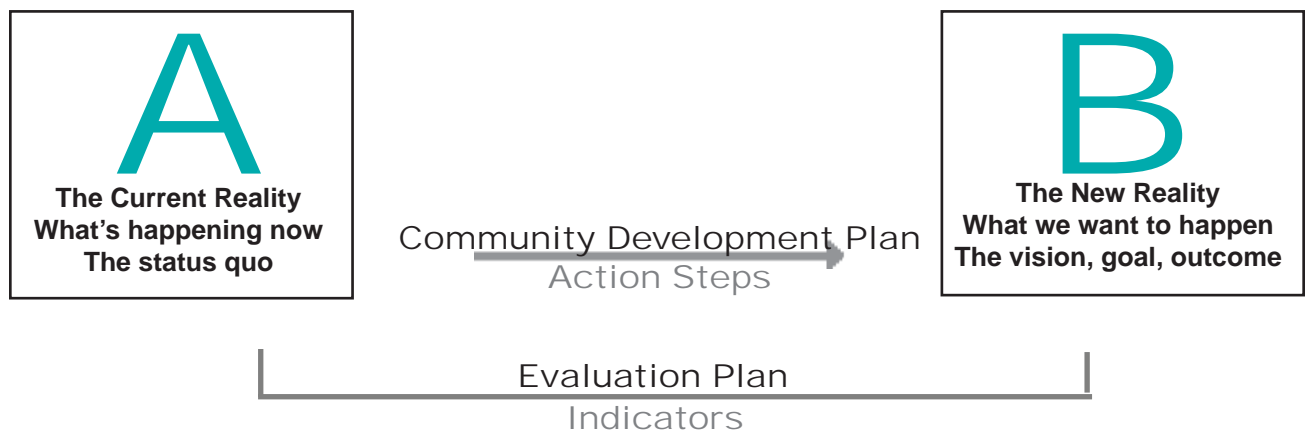 A
The Current Reality
What's happening now
The status quo
Community Development Plan
Action Steps
B
The New Reality
What we want to happen
The vision, goal, outcome
Evaluation Plan
Indicators